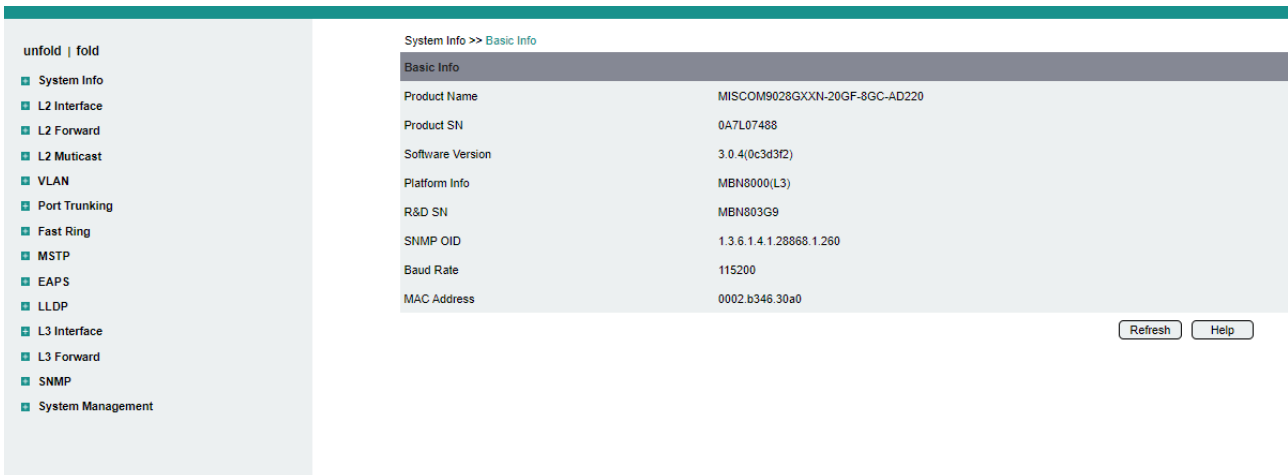 unfold | fold
System Info
L2 Interface
L2 Forward
L2 Muticast
VLAN
Port Trunking
Fast Ring
MSTP
EAPS
LLDP
L3 Interface
L3 Forward
SNMP
System Management
System Info >> Basic Info
Basic Info
Product Name MISCOM9028GXXN-20GF-8GC-AD220
Product SN 0A7L07488
Software Version 3.0.4(0c3d3f2)
Platform Info MBN8000(L3)
R&D SN MBN803G9
SNMP OID 1.3.6.1.4.1.28868.1.260
Baud Rate 115200
MAC Address 0002.b346.30a0
Refresh Help